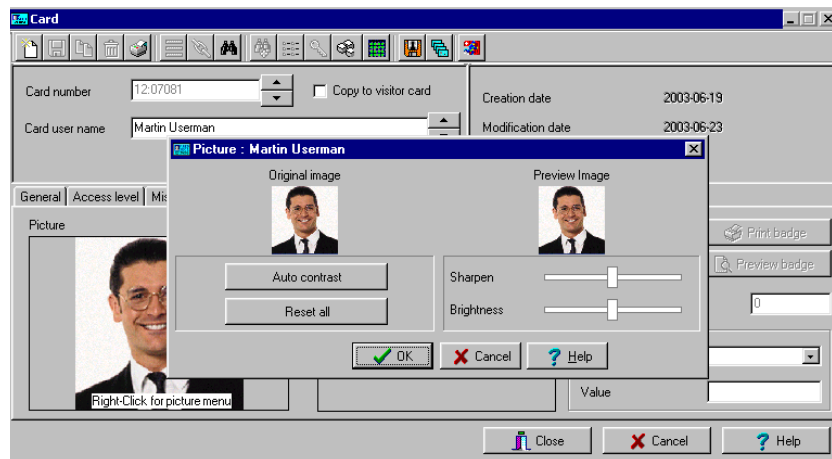 Card
Card number 12:07081 Copy to visitor card
Creation date 2003-06-19
Card user name Martin Userman
Modification date 2003-06-23
Picture : Martin Userman
Original image Preview Image
General Access level Mis
Picture
Print badge
Auto contrast Sharpen
Preview badge
Reset all Brightness
0
OK Cancel Help
Value
Right-Click for picture menu
Close Cancel Help